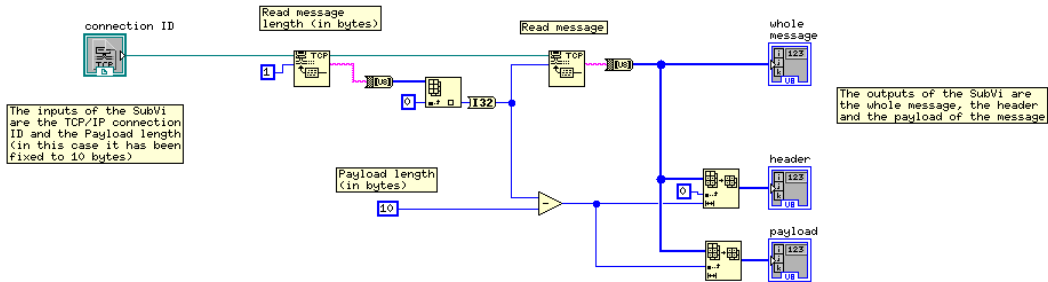 connection ID
Read message
length (in bytes)
TCP
1
[U8]
0
I32
Read message
TCP
[U8]
whole
message
123
U8
The inputs of the SubVi
are the TCP/IP connection
ID and the Payload length
(in this case it has been
fixed to 10 bytes)
The outputs of the SubVi are
the whole message, the header
and the payload of the message
Payload length
(in bytes)
10
-
0
header
123
U8
payload
123
U8